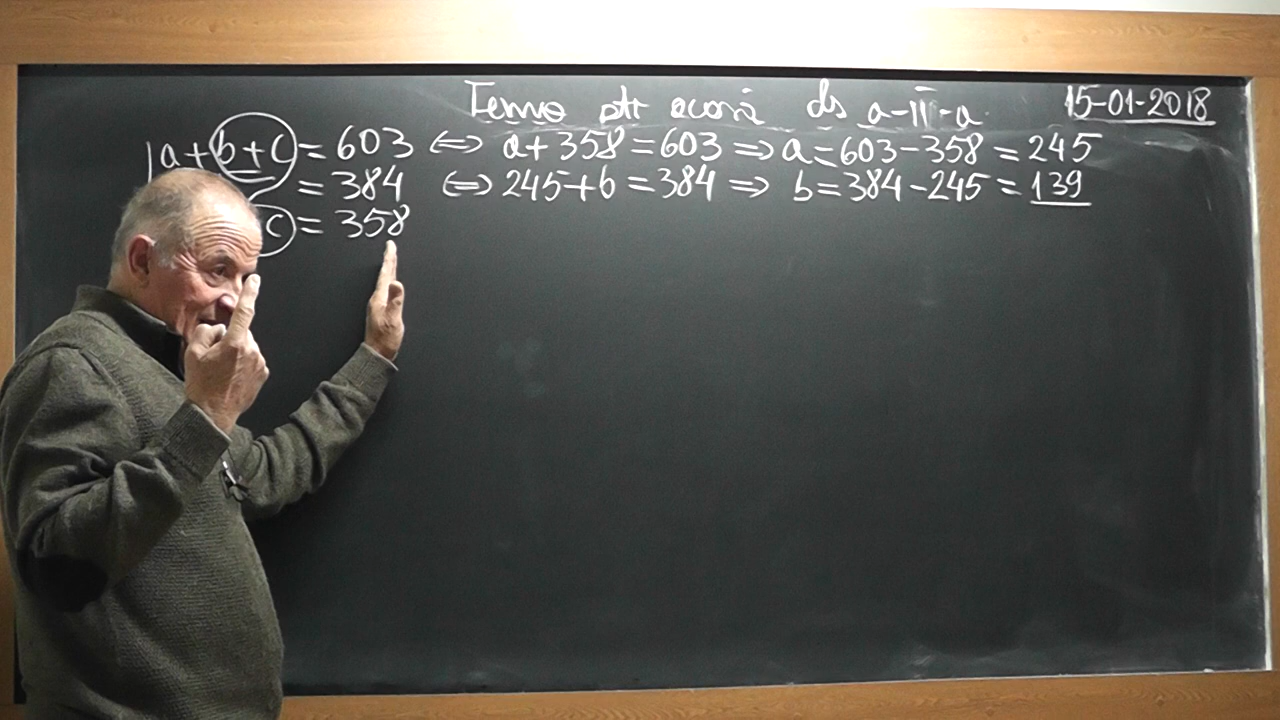 Tema ptr acasă ds a-II-a 15-01-2018
a+b+c = 603 ⇔ a+358=603 ⇒ a=603-358 = 245
= 384 ⇔ 245+b=384 ⇒ b=384-245=139
c = 358